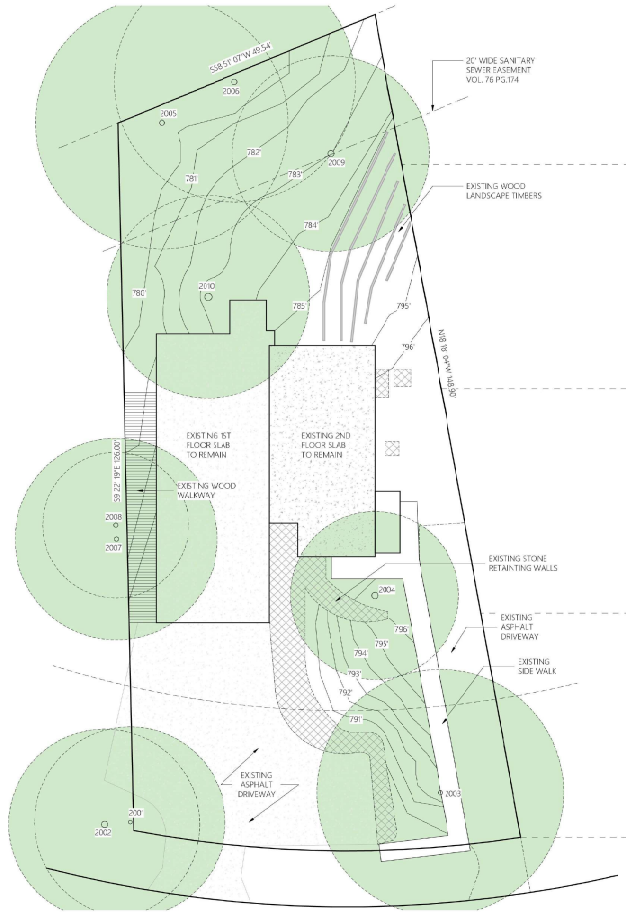 S58 51' 07"W 49.54'
20' WIDE SANITARY
SEWER EASEMENT
VOL. 76 PG.174
2006
2005
782'
2009
781'
783'
EXISTING WOOD
LANDSCAPE TIMBERS
784'
2010
780'
785'
795'
N18 18' 04"W 148.90'
796'
EXISTING 1ST
FLOOR SLAB
TO REMAIN
EXISTING 2ND
FLOOR SLAB
TO REMAIN
S9 22' 19"E 126.00'
EXISTING WOOD
WALKWAY
2008
2007
EXISTING STONE
RETAINTING WALLS
2004
EXISTING
ASPHALT
DRIVEWAY
796'
795'
794'
793'
792'
791'
EXISTING
SIDE WALK
EXISTING
ASPHALT
DRIVEWAY
2003
2001
2002